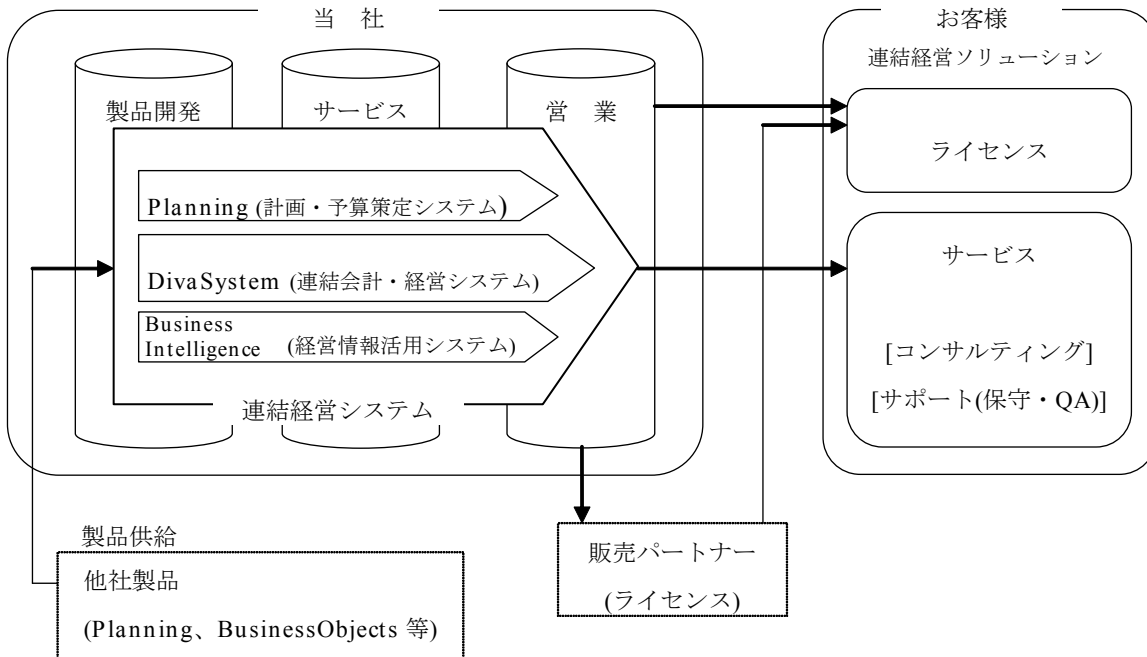 当 社
製品開発
サービス
営 業
Planning (計画・予算策定システム)
DivaSystem (連結会計・経営システム)
Business
Intelligence (経営情報活用システム)
連結経営システム
お客様
連結経営ソリューション
ライセンス
サービス
[コンサルティング]
[サポート(保守・QA)]
製品供給
他社製品
(Planning、BusinessObjects 等)
販売パートナー
(ライセンス)